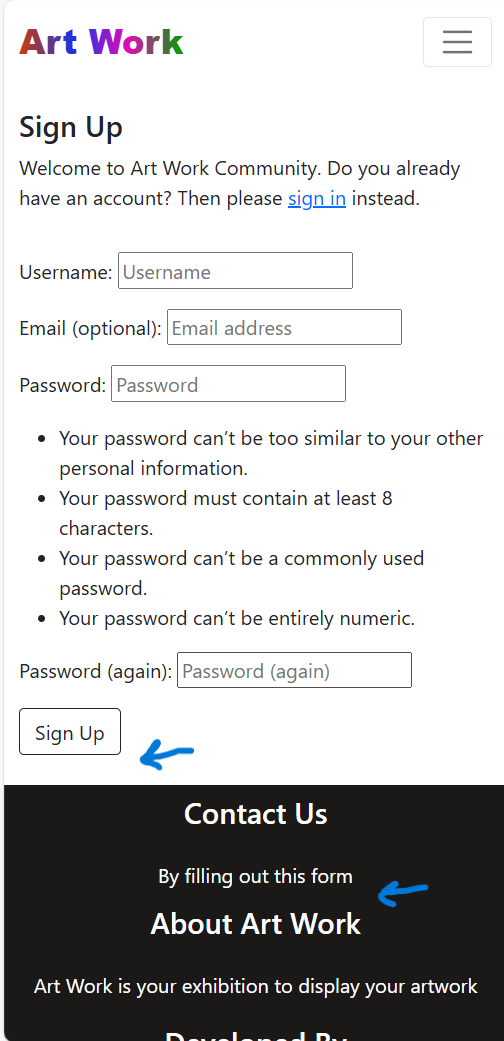 Art Work
Sign Up
Welcome to Art Work Community. Do you already
have an account? Then please sign in instead.
Username: Username
Email (optional): Email address
Password: Password
• Your password can’t be too similar to your other
personal information.
• Your password must contain at least 8
characters.
• Your password can’t be a commonly used
password.
• Your password can’t be entirely numeric.
Password (again): Password (again)
Sign Up
Contact Us
By filling out this form
About Art Work
Art Work is your exhibition to display your artwork
Developed By